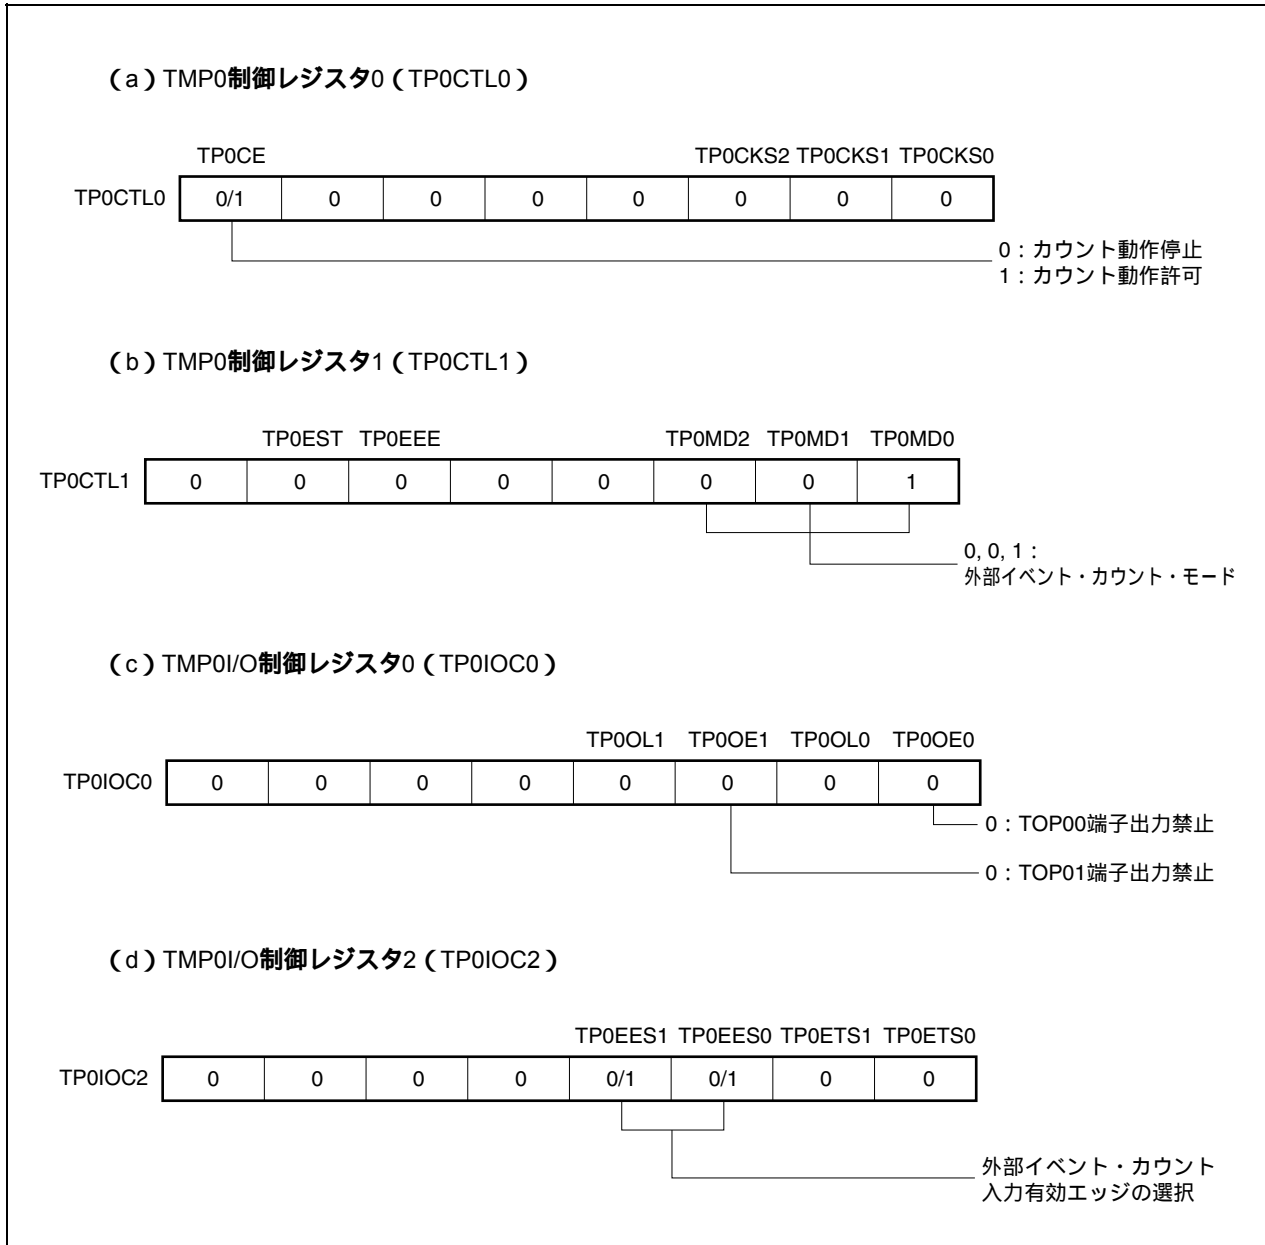 （a）TMP0制御レジスタ0（TP0CTL0）
TP0CE TP0CKS2 TP0CKS1 TP0CKS0
TP0CTL0 0/1 0 0 0 0 0 0 0
0：カウント動作停止
1：カウント動作許可
（b）TMP0制御レジスタ1（TP0CTL1）
TP0EST TP0EEE TP0MD2 TP0MD1 TP0MD0
TP0CTL1 0 0 0 0 0 0 0 1
0, 0, 1：
外部イベント・カウント・モード
（c）TMP0I/O制御レジスタ0（TP0IOC0）
TP0OL1 TP0OE1 TP0OL0 TP0OE0
TP0IOC0 0 0 0 0 0 0 0 0
0：TOP00端子出力禁止
0：TOP01端子出力禁止
（d）TMP0I/O制御レジスタ2（TP0IOC2）
TP0EES1 TP0EES0 TP0ETS1 TP0ETS0
TP0IOC2 0 0 0 0 0/1 0/1 0 0
外部イベント・カウント
入力有効エッジの選択